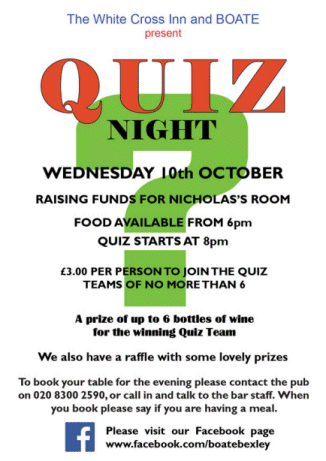 The White Cross Inn and BOATE
present
QUIZ
NIGHT
?
WEDNESDAY 10th OCTOBER
RAISING FUNDS FOR NICHOLAS'S ROOM
FOOD AVAILABLE FROM 6pm
QUIZ STARTS AT 8pm
£3.00 PER PERSON TO JOIN THE QUIZ
TEAMS OF NO MORE THAN 6
A prize of up to 6 bottles of wine
for the winning Quiz Team
We also have a raffle with some lovely prizes
To book your table for the evening please contact the pub
on 020 8300 2590, or call in and talk to the bar staff. When
you book please say if you are having a meal.
f
Please visit our Facebook page
www.facebook.com/boatebexley